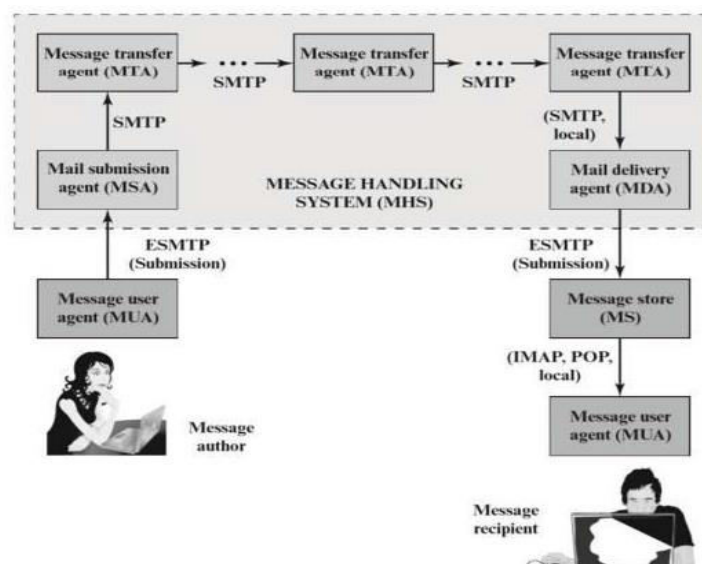 Message transfer
agent (MTA)
SMTP
Message transfer
agent (MTA)
SMTP
Message transfer
agent (MTA)
SMTP
(SMTP,
local)
Mail submission
agent (MSA)
MESSAGE HANDLING
SYSTEM (MHS)
Mail delivery
agent (MDA)
ESMTP
(Submission)
ESMTP
(Submission)
Message user
agent (MUA)
Message store
(MS)
(IMAP, POP,
local)
Message
author
Message user
agent (MUA)
Message
recipient